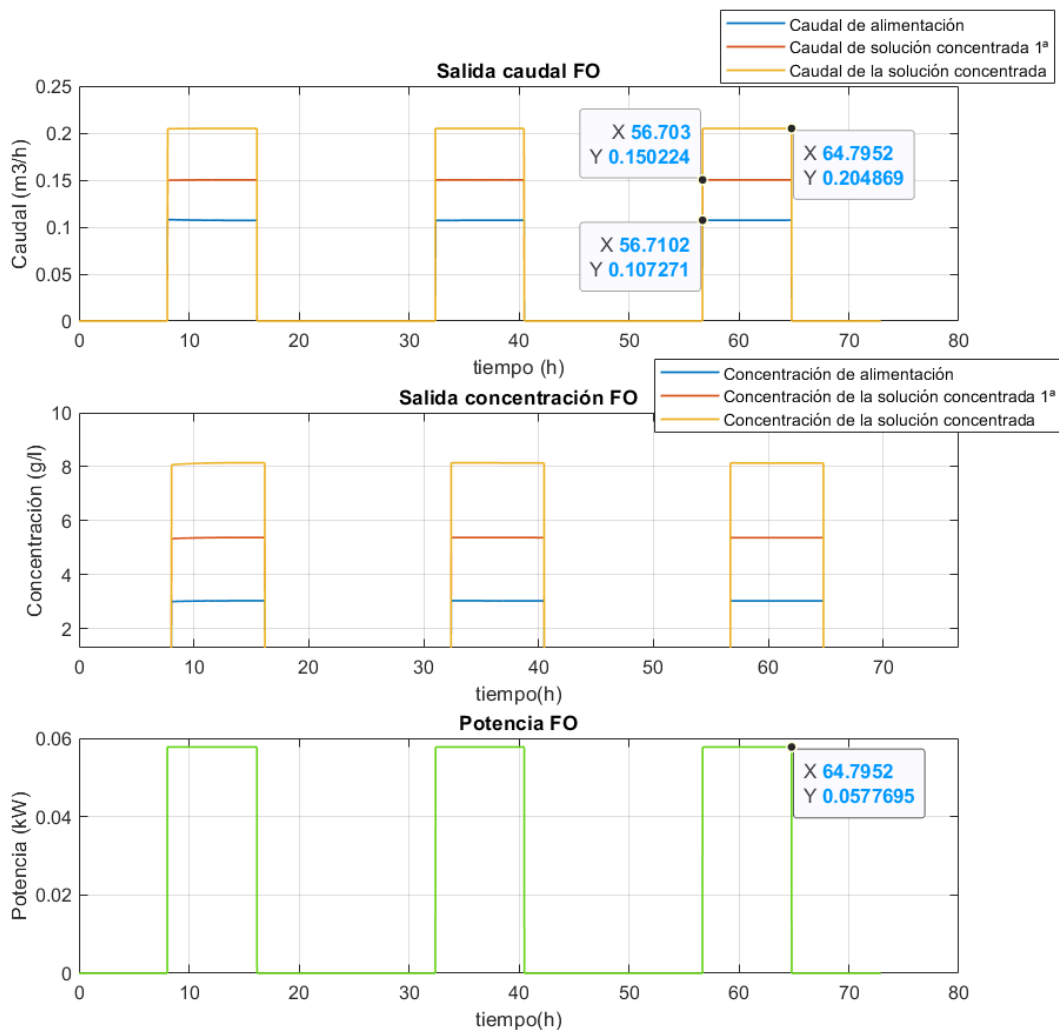 Caudal de alimentación
Caudal de solución concentrada 1ª
Caudal de la solución concentrada
Salida caudal FO
Caudal (m3/h)
0.25
0.2
0.15
0.1
0.05
0
X 56.703
Y 0.150224
X 64.7952
Y 0.204869
X 56.7102
Y 0.107271
0 10 20 30 40 50 60 70 80
tiempo (h)
Concentración de alimentación
Concentración de la solución concentrada 1ª
Concentración de la solución concentrada
Salida concentración FO
Concentración (g/l)
10
8
6
4
2
0 10 20 30 40 50 60 70
tiempo(h)
Potencia FO
Potencia (kW)
0.06
0.04
0.02
0
X 64.7952
Y 0.0577695
0 10 20 30 40 50 60 70 80
tiempo(h)